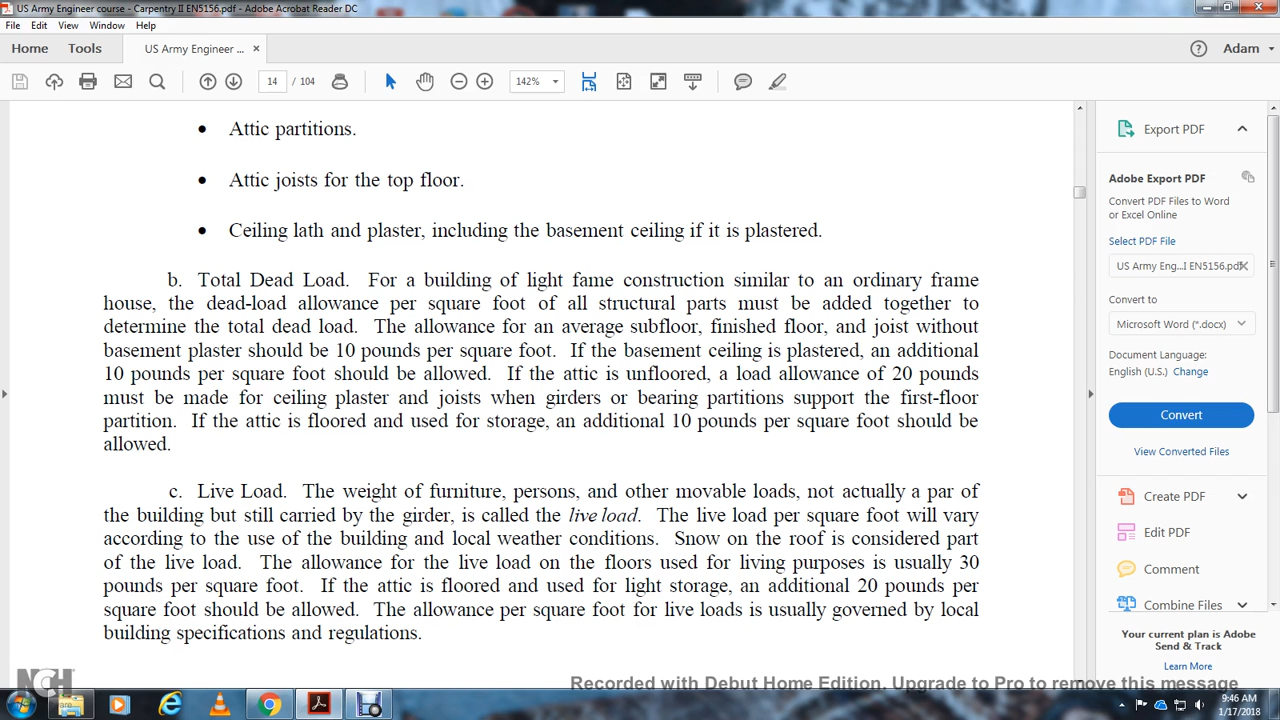 US Army Engineer course - Carpentry II EN5156.pdf - Adobe Acrobat Reader DC
File Edit View Window Help
Home Tools US Army Engineer ... × Adam
14 / 104 142%
• Attic partitions.
• Attic joists for the top floor.
• Ceiling lath and plaster, including the basement ceiling if it is plastered.
b. Total Dead Load. For a building of light fame construction similar to an ordinary frame
house, the dead-load allowance per square foot of all structural parts must be added together to
determine the total dead load. The allowance for an average subfloor, finished floor, and joist without
basement plaster should be 10 pounds per square foot. If the basement ceiling is plastered, an additional
10 pounds per square foot should be allowed. If the attic is unfloored, a load allowance of 20 pounds
must be made for ceiling plaster and joists when girders or bearing partitions support the first-floor
partition. If the attic is floored and used for storage, an additional 10 pounds per square foot should be
allowed.
c. Live Load. The weight of furniture, persons, and other movable loads, not actually a par of
the building but still carried by the girder, is called the live load. The live load per square foot will vary
according to the use of the building and local weather conditions. Snow on the roof is considered part
of the live load. The allowance for the live load on the floors used for living purposes is usually 30
pounds per square foot. If the attic is floored and used for light storage, an additional 20 pounds per
square foot should be allowed. The allowance per square foot for live loads is usually governed by local
building specifications and regulations.
Export PDF
Adobe Export PDF
Convert PDF Files to Word
or Excel Online
Select PDF File
US Army Eng...I EN5156.pdf
Convert to
Microsoft Word (*.docx)
Document Language:
English (U.S.) Change
Convert
View Converted Files
Create PDF
Edit PDF
Comment
Combine Files
Your current plan is Adobe
Send & Track
Learn More
NCH
Recorded with Debut Home Edition. Upgrade to Pro to remove this message
9:46 AM
1/17/2018